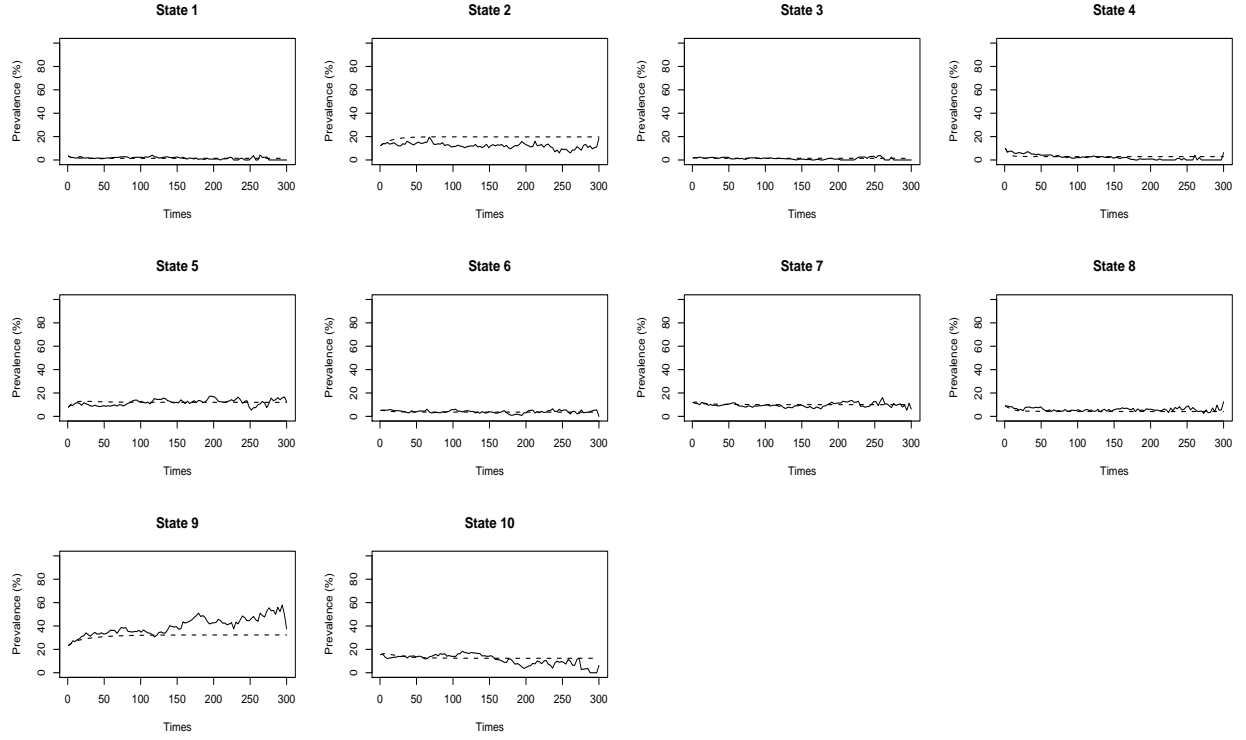 State 1
Prevalence (%)
0 20 40 60 80
0 50 100 150 200 250 300
Times
State 2
Prevalence (%)
0 20 40 60 80
0 50 100 150 200 250 300
Times
State 3
Prevalence (%)
0 20 40 60 80
0 50 100 150 200 250 300
Times
State 4
Prevalence (%)
0 20 40 60 80
0 50 100 150 200 250 300
Times
State 5
Prevalence (%)
0 20 40 60 80
0 50 100 150 200 250 300
Times
State 6
Prevalence (%)
0 20 40 60 80
0 50 100 150 200 250 300
Times
State 7
Prevalence (%)
0 20 40 60 80
0 50 100 150 200 250 300
Times
State 8
Prevalence (%)
0 20 40 60 80
0 50 100 150 200 250 300
Times
State 9
Prevalence (%)
0 20 40 60 80
0 50 100 150 200 250 300
Times
State 10
Prevalence (%)
0 20 40 60 80
0 50 100 150 200 250 300
Times